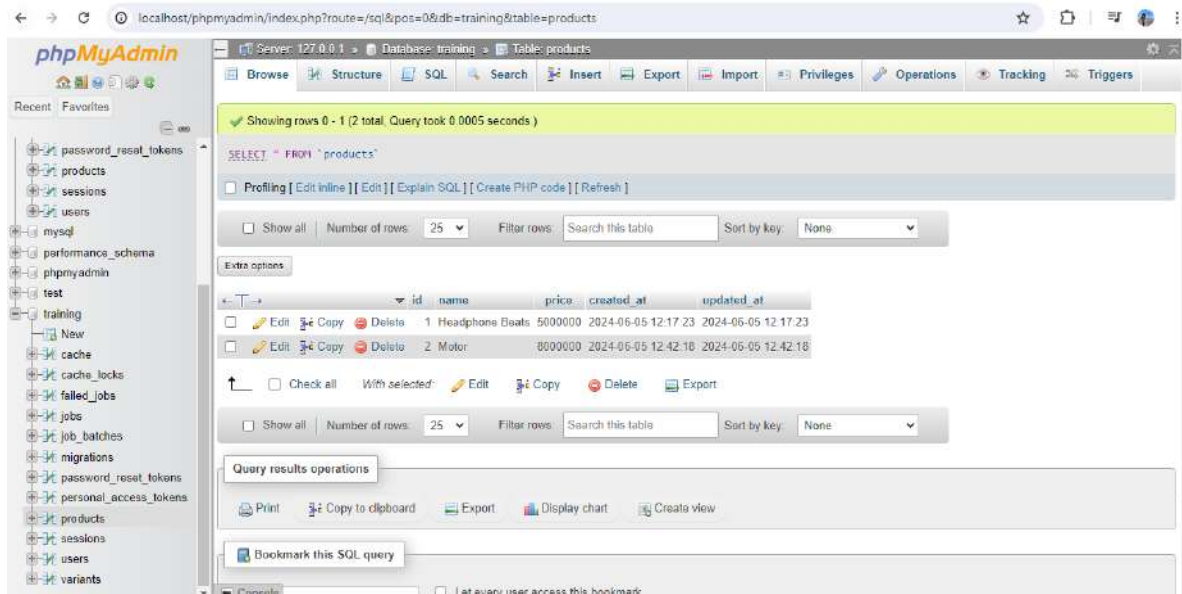 localhost/phpmyadmin/index.php?route=/sql&pos=0&db=training&table=products
phpMyAdmin
Recent Favorites
password_reset_tokens
products
sessions
users
mysql
performance_schema
phpmyadmin
test
training
New
cache
cache_locks
failed_jobs
jobs
job_batches
migrations
password_reset_tokens
personal_access_tokens
products
sessions
users
variants
Server: 127.0.0.1 » Database: training » Table: products
Browse Structure SQL Search Insert Export Import Privileges Operations Tracking Triggers
Showing rows 0 - 1 (2 total, Query took 0.0005 seconds.)
SELECT * FROM `products`
Profiling [ Edit inline ] [ Edit ] [ Explain SQL ] [ Create PHP code ] [ Refresh ]
Show all Number of rows: 25 Filter rows: Search this table Sort by key: None
Extra options
id name price created_at updated_at
Edit Copy Delete 1 Headphone Beats 5000000 2024-06-05 12:17:23 2024-06-05 12:17:23
Edit Copy Delete 2 Motor 8000000 2024-06-05 12:42:18 2024-06-05 12:42:18
Check all With selected: Edit Copy Delete Export
Show all Number of rows: 25 Filter rows: Search this table Sort by key: None
Query results operations
Print Copy to clipboard Export Display chart Create view
Bookmark this SQL query
Console Let every user access this bookmark